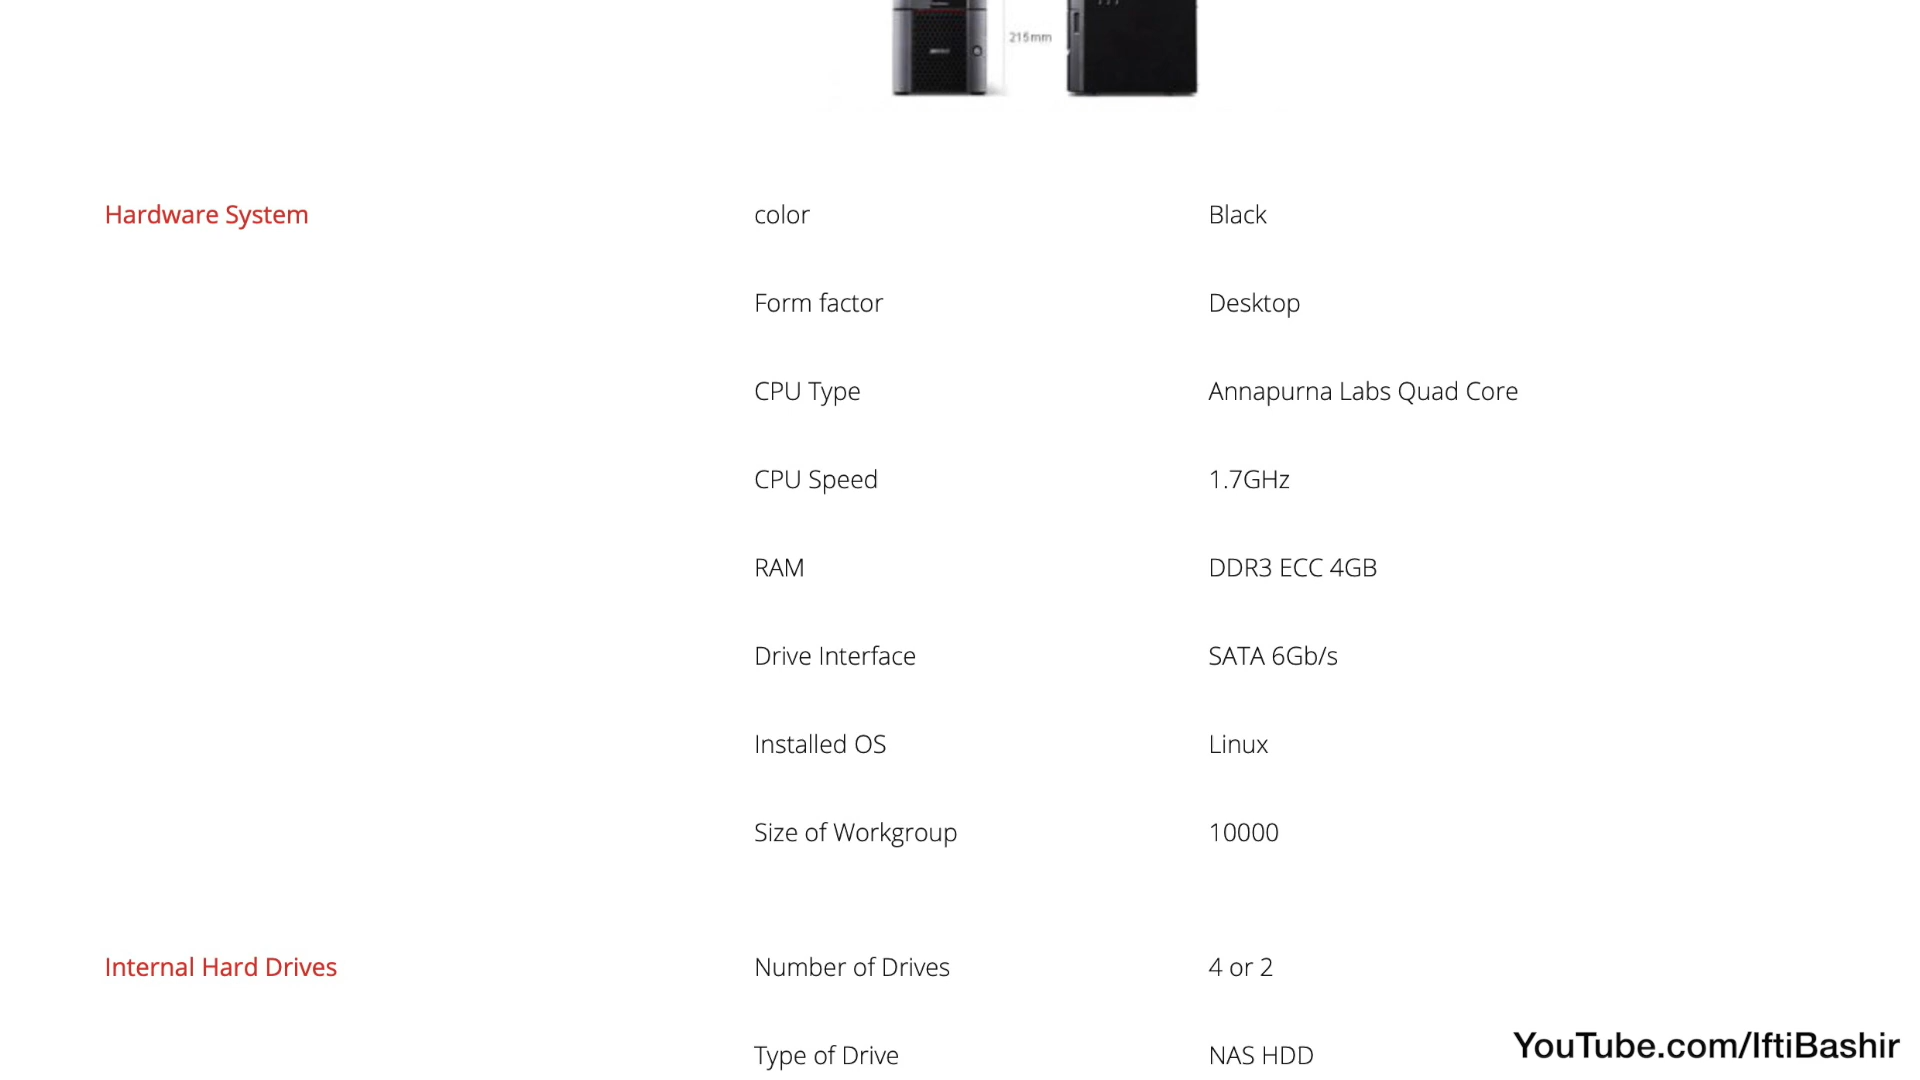 215mm
Hardware System color Black
Form factor Desktop
CPU Type Annapurna Labs Quad Core
CPU Speed 1.7GHz
RAM DDR3 ECC 4GB
Drive Interface SATA 6Gb/s
Installed OS Linux
Size of Workgroup 10000
Internal Hard Drives Number of Drives 4 or 2
Type of Drive NAS HDD
YouTube.com/IftiBashir